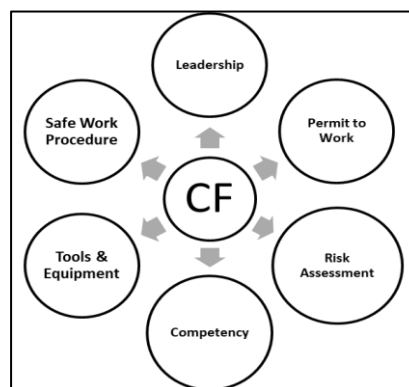 Leadership
Safe Work
Procedure
Permit to
Work
CF
Tools &
Equipment
Risk
Assessment
Competency